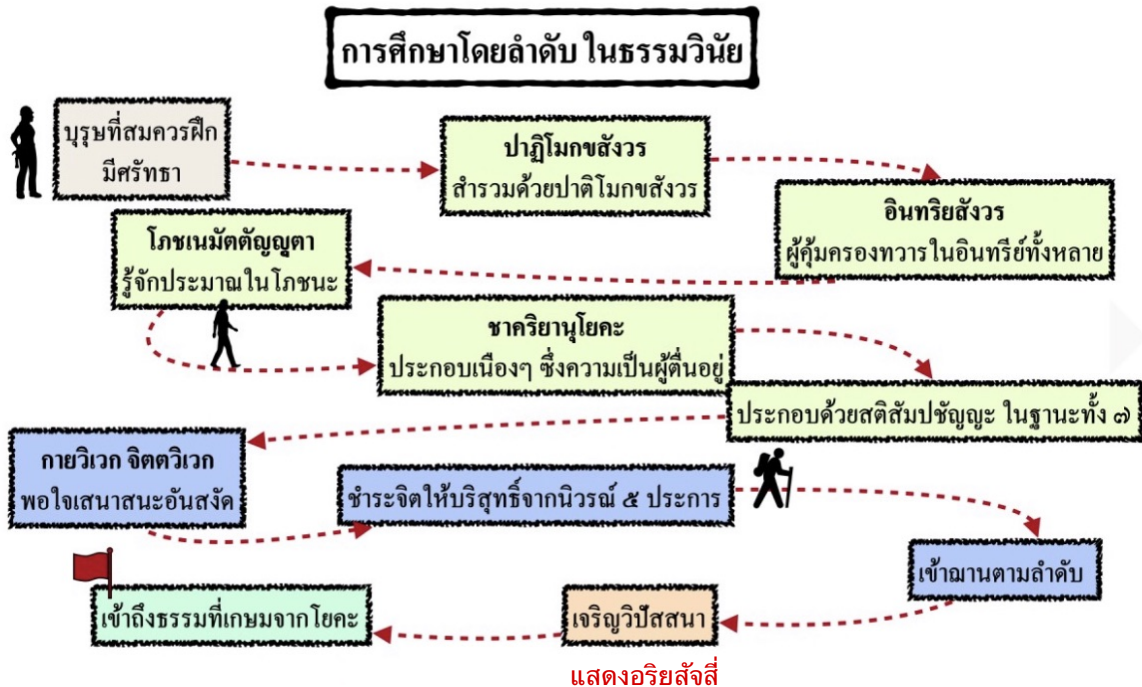 การศึกษาโดยลำดับ ในธรรมวินัย
บุรุษที่สมควรฝึก
มีศรัทธา
ปาฏิโมกขสังวร
สำรวมด้วยปาติโมกขสังวร
อินทริยสังวร
ผู้คุ้มครองทวารในอินทรีย์ทั้งหลาย
โภชเนมัตตัญญุตา
รู้จักประมาณในโภชนะ
ชาคริยานุโยคะ
ประกอบเนืองๆ ซึ่งความเป็นผู้ตื่นอยู่
ประกอบด้วยสติสัมปชัญญะ ในฐานะทั้ง ๗
กายวิเวก จิตตวิเวก
พอใจเสนาสนะอันสงัด
ชำระจิตให้บริสุทธิ์จากนิวรณ์ ๕ ประการ
เข้าฌานตามลำดับ
เจริญวิปัสสนา
แสดงอริยสัจสี่
เข้าถึงธรรมที่เกษมจากโยคะ